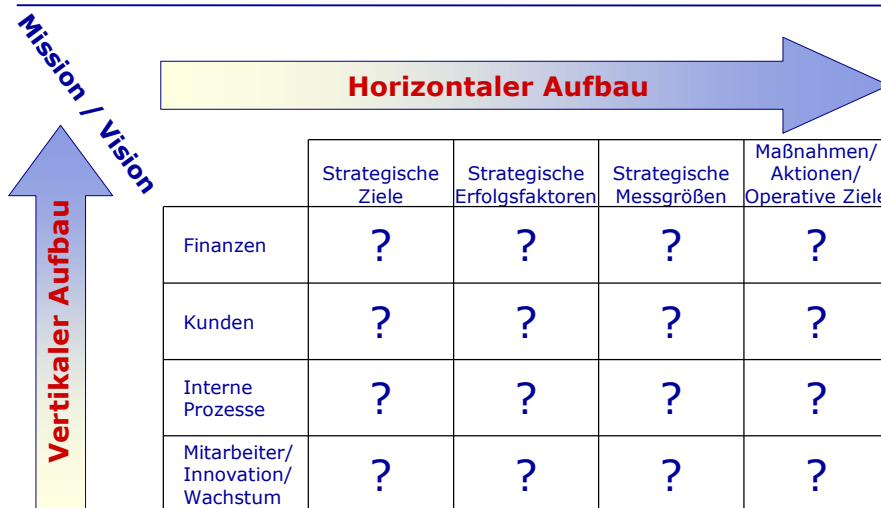 Mission / Vision
Horizontaler Aufbau
Vertikaler Aufbau
Strategische
Ziele
Strategische
Erfolgsfaktoren
Strategische
Messgrößen
Maßnahmen/
Aktionen/
Operative Ziele
Finanzen
? ? ? ?
Kunden
? ? ? ?
Interne
Prozesse
? ? ? ?
Mitarbeiter/
Innovation/
Wachstum
? ? ? ?